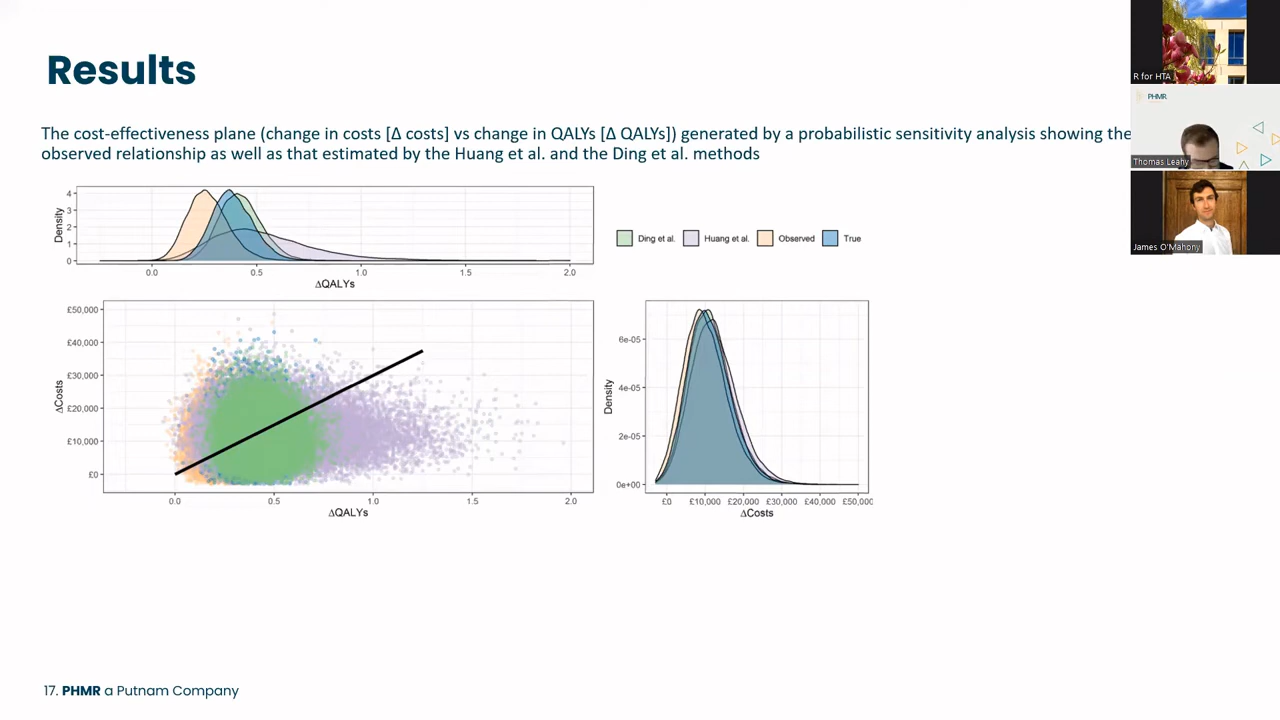 Results
The cost-effectiveness plane (change in costs [Δ costs] vs change in QALYs [Δ QALYs]) generated by a probabilistic sensitivity analysis showing the
observed relationship as well as that estimated by the Huang et al. and the Ding et al. methods
R for HTA
PHMR
Thomas Leahy
James O'Mahony
4
3
2
1
0
Density
0.0 0.5 1.0 1.5 2.0
ΔQALYs
Ding et al. Huang et al. Observed True
£50,000
£40,000
£30,000
£20,000
£10,000
£0
ΔCosts
0.0 0.5 1.0 1.5 2.0
ΔQALYs
6e-05
4e-05
2e-05
0e+00
Density
£0 £10,000 £20,000 £30,000 £40,000 £50,000
ΔCosts
17. PHMR a Putnam Company